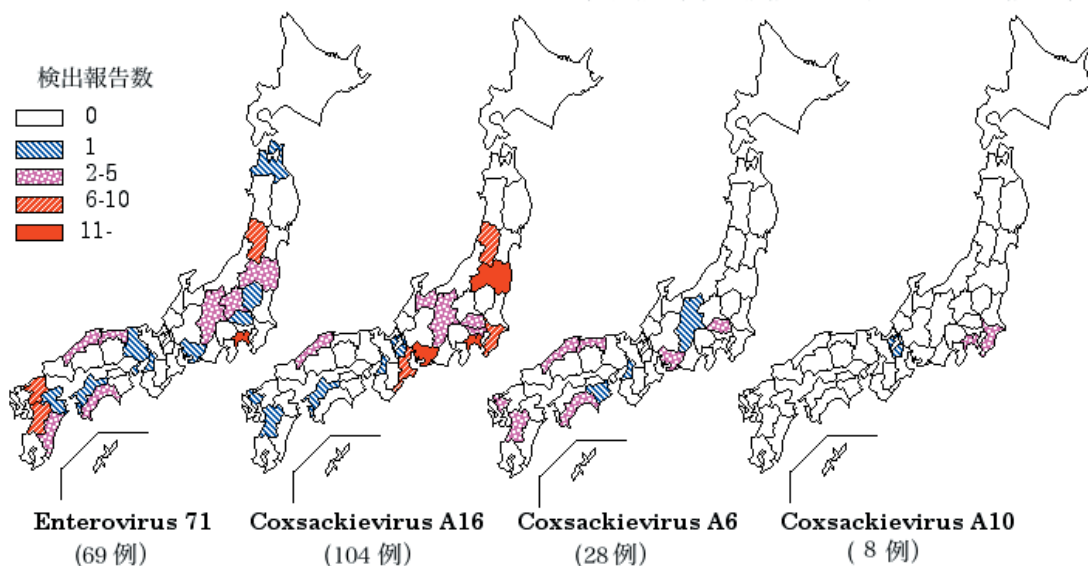 検出報告数
0
1
2-5
6-10
11-
Enterovirus 71
(69 例)
Coxsackievirus A16
(104 例)
Coxsackievirus A6
(28 例)
Coxsackievirus A10
( 8 例)